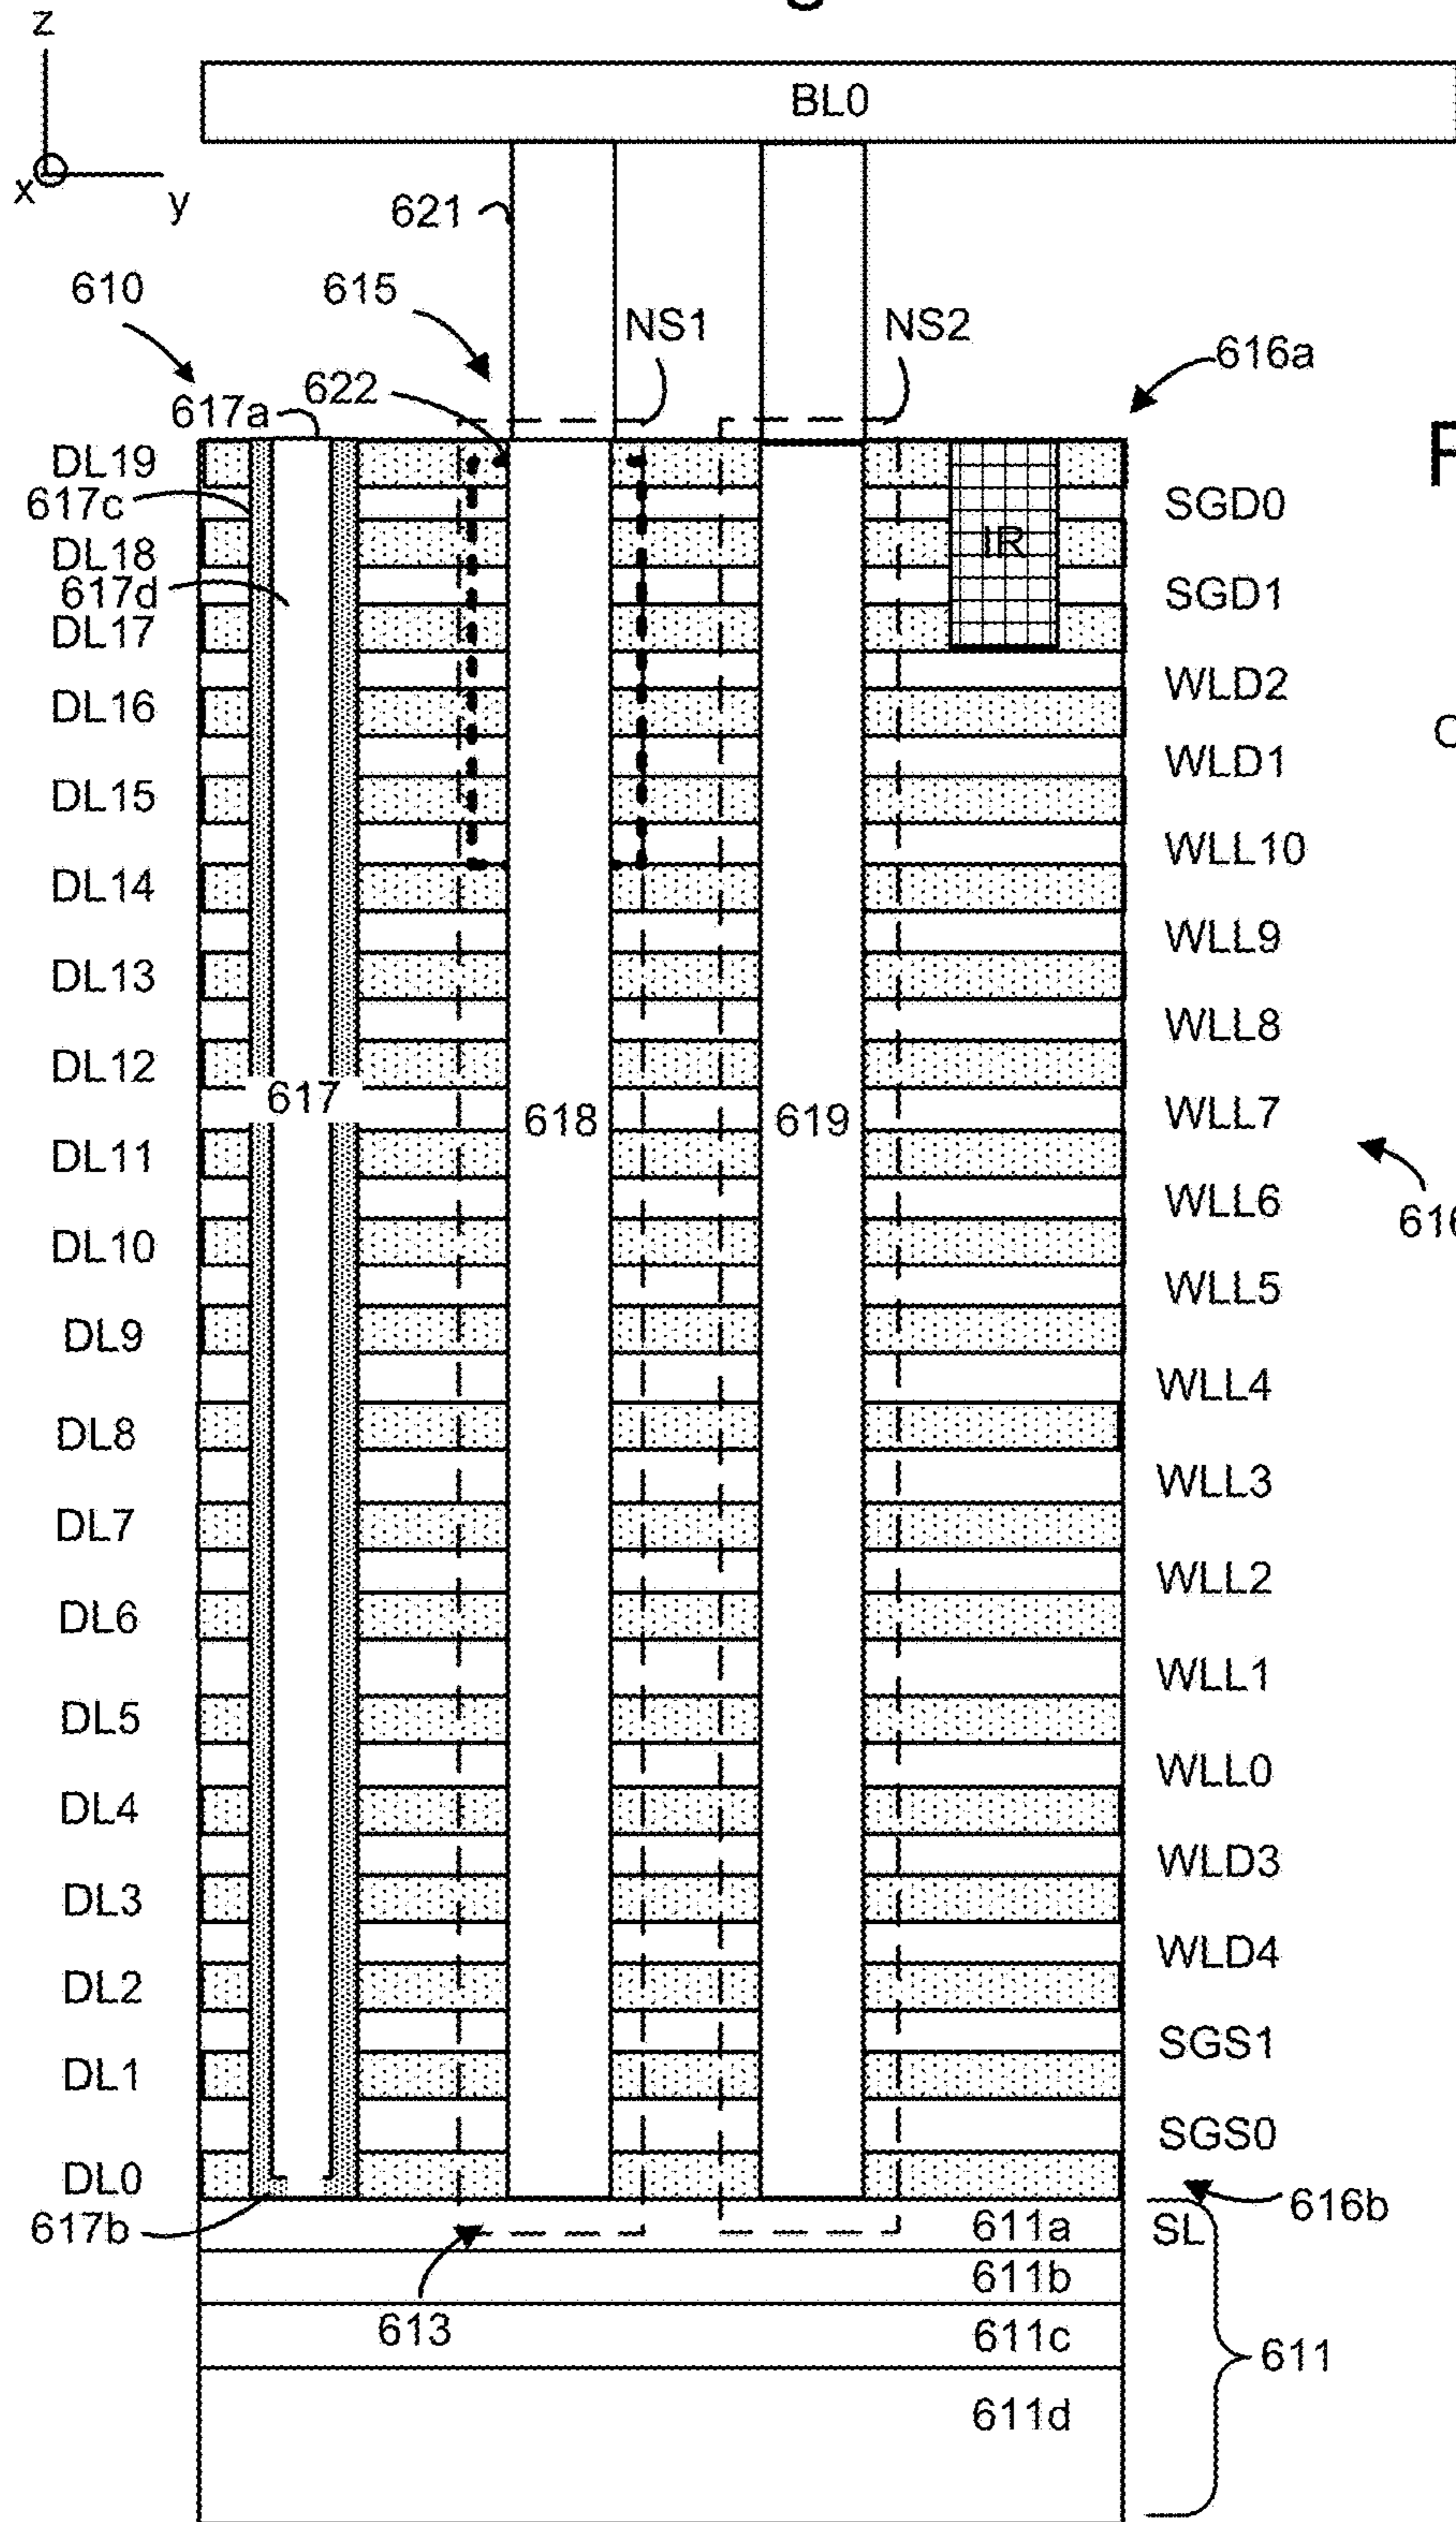 z
BL0
x
y
621
610
615
NS1
NS2
616a
622
617a
DL19
617c
SGD0
DL18
IR
617d
SGD1
DL17
WLD2
DL16
WLD1
DL15
WLL10
DL14
WLL9
DL13
WLL8
DL12
617
618
619
WLL7
DL11
WLL6
616
DL10
WLL5
DL9
WLL4
DL8
WLL3
DL7
WLL2
DL6
WLL1
DL5
WLL0
DL4
WLD3
DL3
WLD4
DL2
SGS1
DL1
SGS0
DL0
616b
617b
611a
SL
611b
613
611c
611
611d